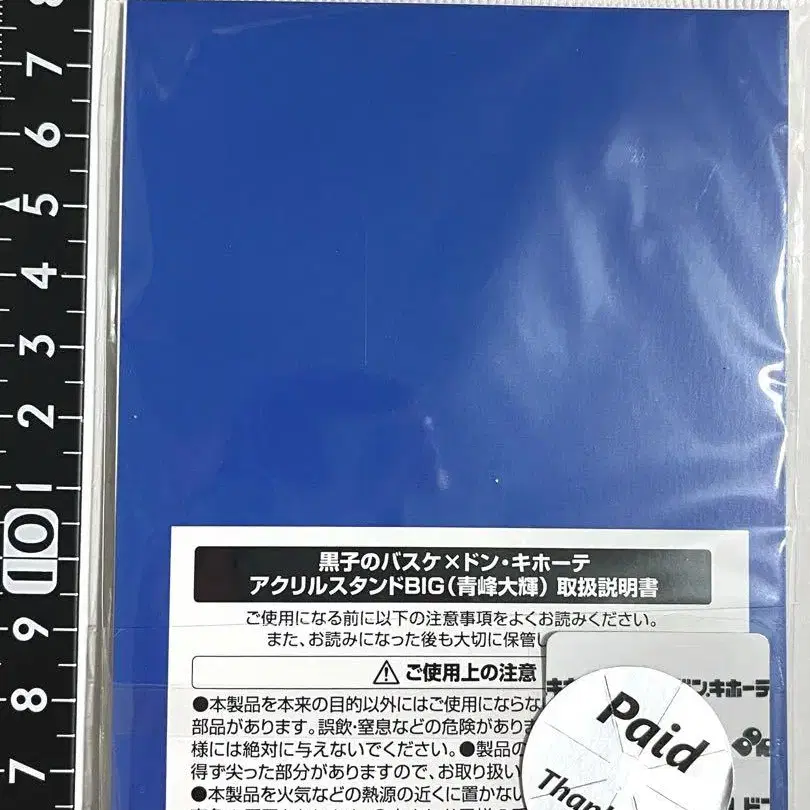 8
7
6
5
4
3
2
1
10
9
8
7
黒子のバスケ×ドン・キホーテ
アクリルスタンドBIG(青峰大輝) 取扱説明書
ご使用になる前に以下の注意事項をよくお読みください。
また、お読みになった後も大切に保管し
ご使用上の注意
●本製品を本来の目的以外にはご使用にならな
部品があります。誤飲・窒息などの危険がありま
様には絶対に与えないでください。●製品の
得ず尖った部分がありますので、お取り扱い
●本製品を火気などの熱源の近くに置かない
ン.キホーテ
Paid
Thank